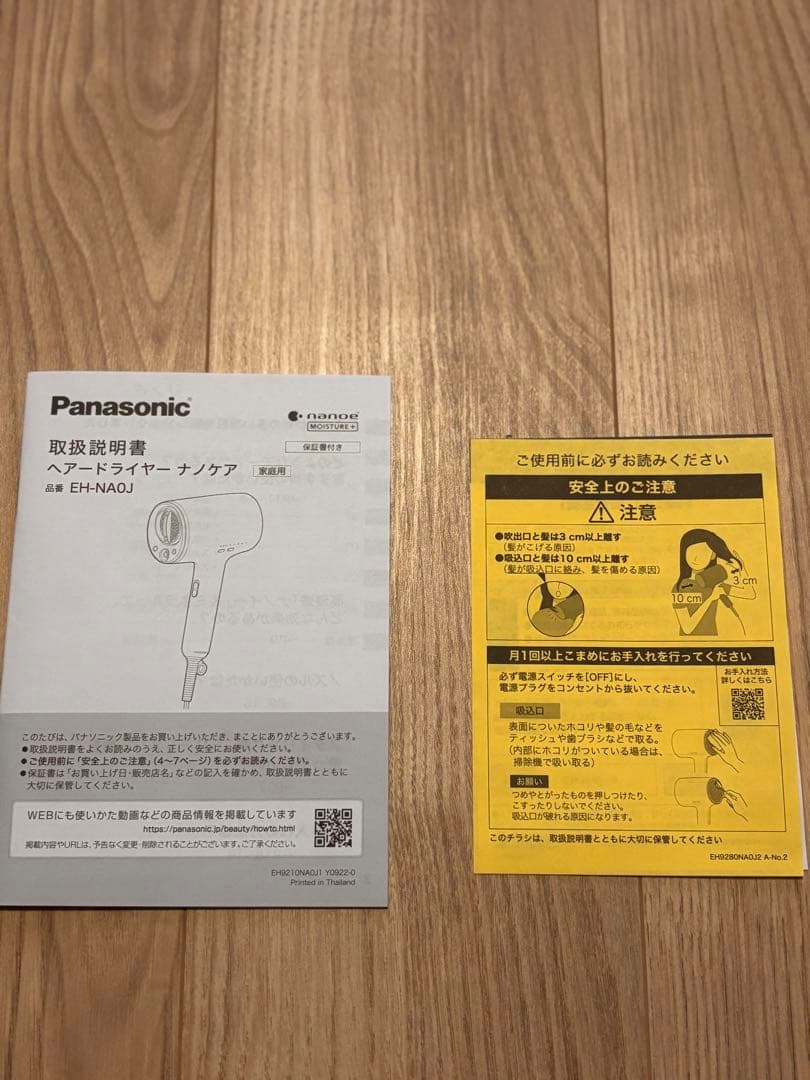 Panasonic
nanoe
MOISTURE+
取扱説明書
保証書付き
ヘアードライヤー ナノケア
家庭用
品番 EH-NA0J
このたびは、パナソニック製品をお買い上げいただき、まことにありがとうございます。
●取扱説明書をよくお読みのうえ、正しく安全にお使いください。
●ご使用前に「安全上のご注意」(4〜7ページ)を必ずお読みください。
●保証書は「お買い上げ日・販売店名」などの記入を確かめ、取扱説明書とともに
大切に保管してください。
WEBにも使いかた動画などの商品情報を掲載しています
https://panasonic.jp/beauty/howto.html
掲載内容やURLは、予告なく変更・削除されることがございます。ご了承ください。
EH9210NA0J1 Y0922-0
Printed in Thailand
ご使用前に必ずお読みください
安全上のご注意
注意
●吹出口と髪は3 cm以上離す
(髪がこげる原因)
●吸込口と髪は10 cm以上離す
(髪が吸込口に絡み、髪を傷める原因)
3 cm
10 cm
月1回以上こまめにお手入れを行ってください
必ず電源スイッチを[OFF]にし、
電源プラグをコンセントから抜いてください。
お手入れ方法
詳しくはこちら
吸込口
表面についたホコリや髪の毛などを
ティッシュや歯ブラシなどで取る。
(内部にホコリがついている場合は、
掃除機で吸い取る)
お願い
つめやとがったものを押しつけたり、
こすったりしないでください。
吸込口が破れる原因になります。
このチラシは、取扱説明書とともに大切に保管してください
EH9280NA0J2 A-No.2